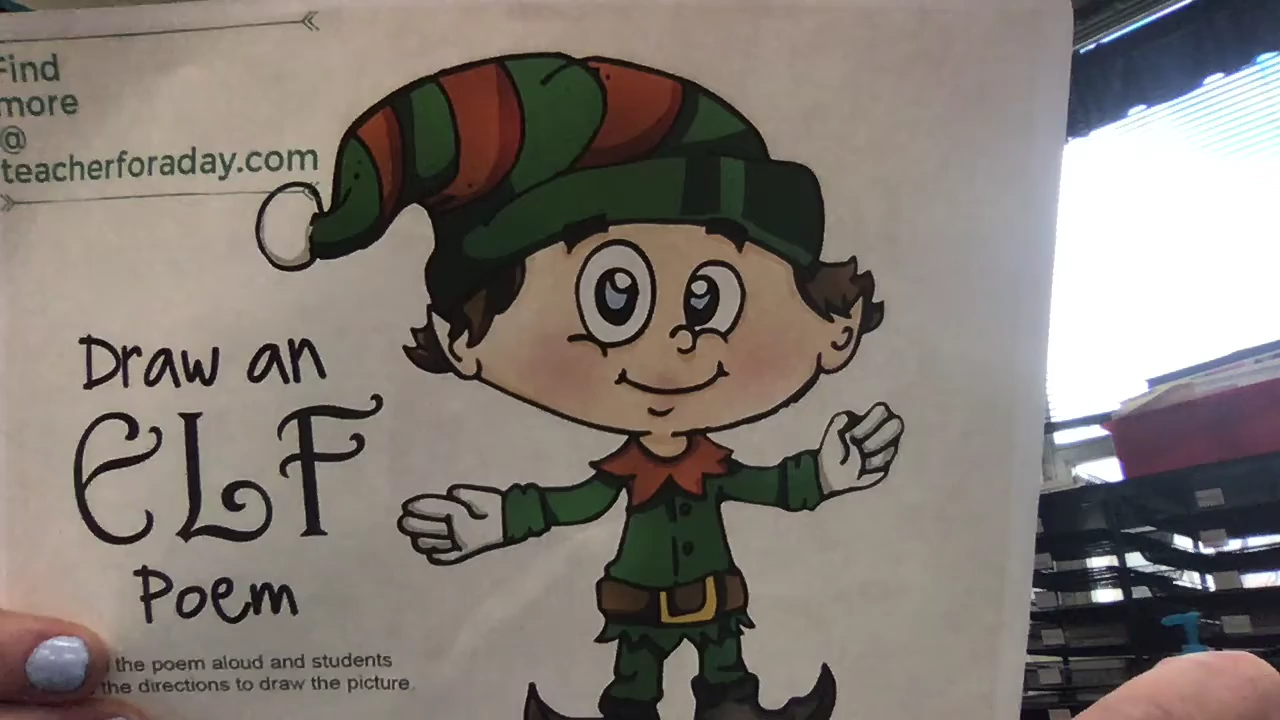 Find
more
@
teacherforaday.com
Draw an
ELF
Poem
the poem aloud and students
the directions to draw the picture.